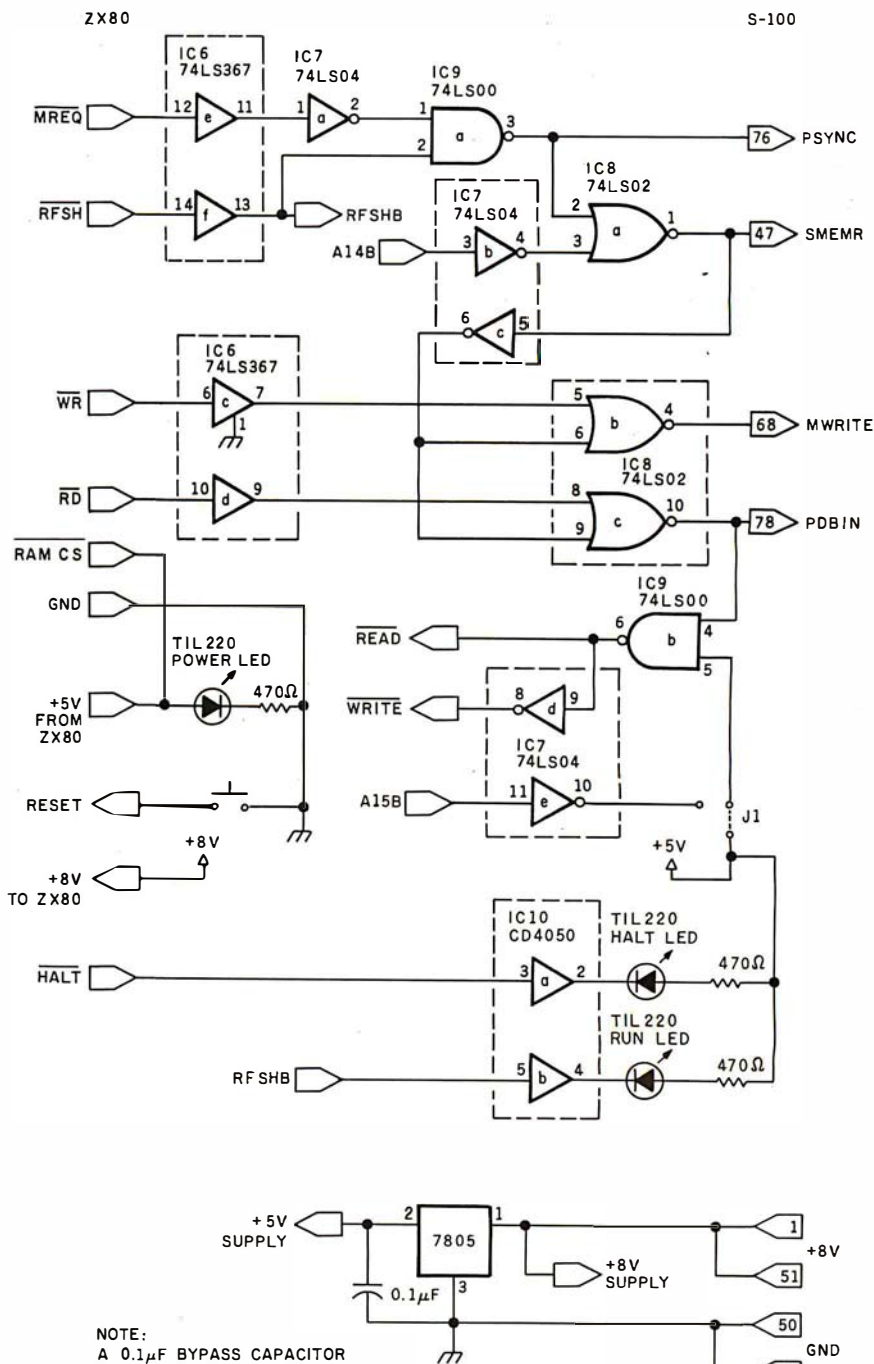 ZX80
S-100
IC6
74LS367
IC7
74LS04
IC9
74LS00
MREQ
12
e
11
1
a
2
1
2
a
3
76
PSYNC
IC8
74LS02
RFSH
14
f
13
RFSHB
IC7
74LS04
2
3
a
1
47
SMEMR
A14B
3
b
4
6
c
5
IC6
74LS367
WR
6
c
7
1
5
6
b
4
68
MWRITE
IC8
74LS02
RD
10
d
9
8
9
c
10
78
PDBIN
RAM CS
GND
IC9
74LS00
READ
6
b
4
5
TIL220
POWER LED
470Ω
+5V
FROM
ZX80
WRITE
8
d
9
IC7
74LS04
RESET
A15B
11
e
10
J1
+8V
+5V
+8V
TO ZX80
IC10
CD4050
TIL220
HALT LED
HALT
3
a
2
470Ω
TIL220
RUN LED
RFSHB
5
b
4
470Ω
+5V
SUPPLY
2
7805
1
3
1
+8V
51
+8V
SUPPLY
0.1μF
50
GND
NOTE:
A 0.1μF BYPASS CAPACITOR